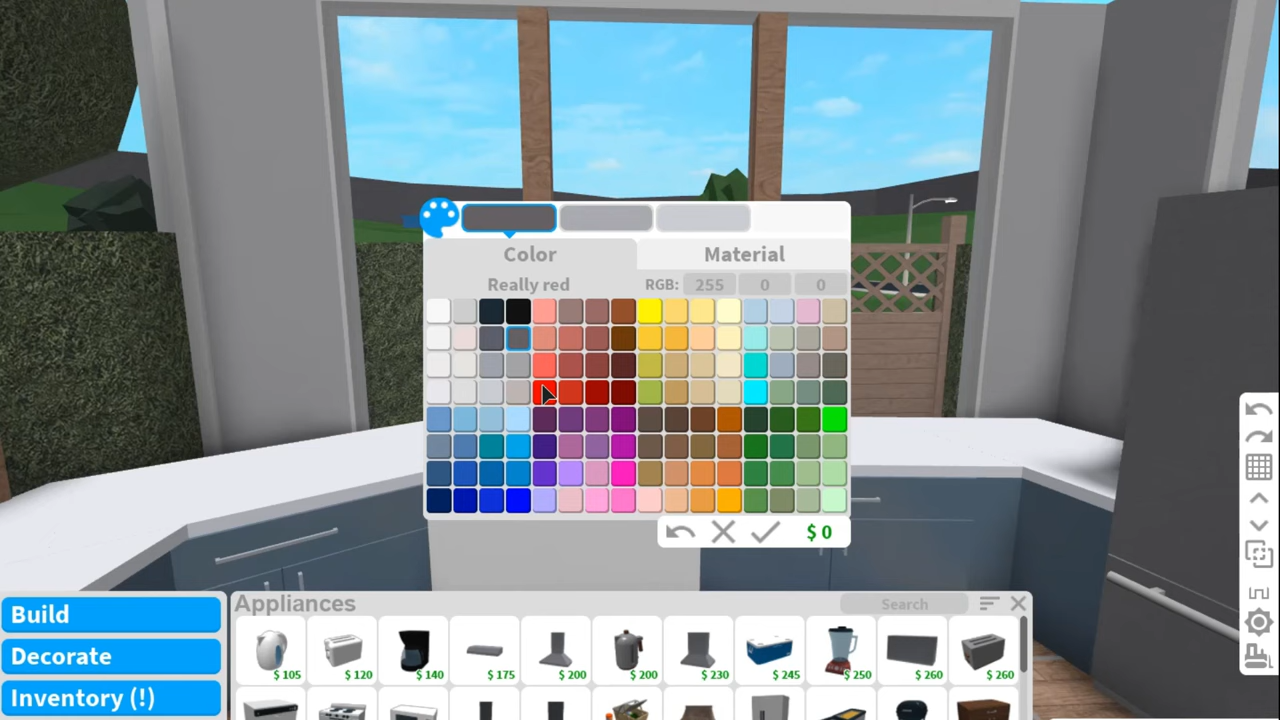 Color
Material
Really red
RGB: 255 0 0
$ 0
Build
Decorate
Inventory (!)
Appliances
Search
$ 105
$ 120
$ 140
$ 175
$ 200
$ 200
$ 230
$ 245
$ 250
$ 260
$ 260